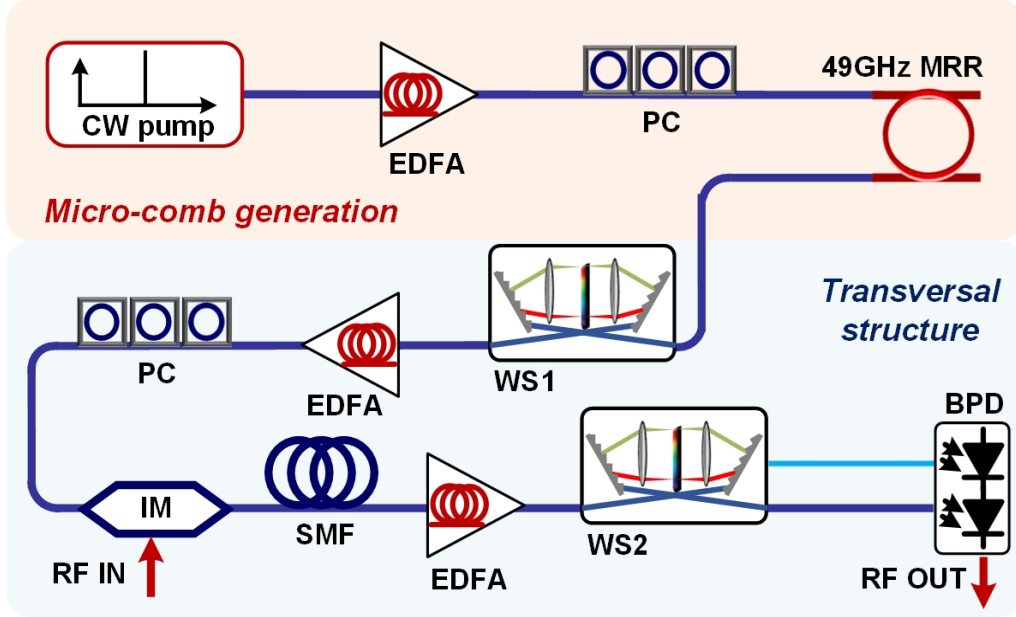 CW pump
EDFA
PC
49GHz MRR
Micro-comb generation
Transversal
structure
WS1
EDFA
PC
IM
RF IN
SMF
EDFA
WS2
BPD
RF OUT